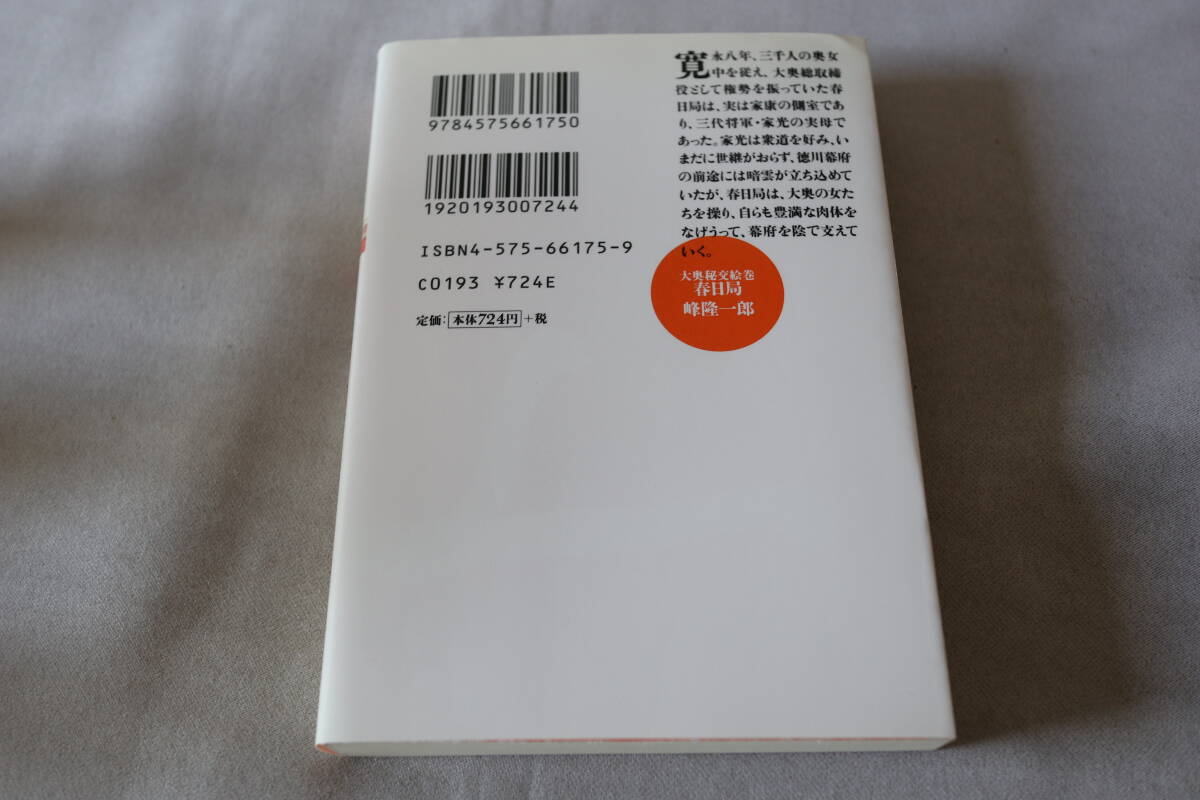 寛永八年、三千人の奥女
中を従え、大奥総取締
役として権勢を振っていた春
日局は、実は家康の側室であ
り、三代将軍・家光の実母で
あった。家光は衆道を好み、い
まだに世継がおらず、徳川幕府
の前途には暗雲が立ち込めて
いたが、春日局は、大奥の女た
ちを操り、自らも豊満な肉体を
なげうって、幕府を陰で支えて
いく。
大奥秘交絵巻
春日局
峰隆一郎
9784575661750
1920193007244
ISBN4-575-66175-9
C0193 ¥724E
定価:本体724円+税